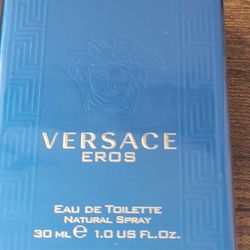 VERSACE
EROS
EAU DE TOILETTE
NATURAL SPRAY
30 ML ℮ 1.0 US FL.OZ.